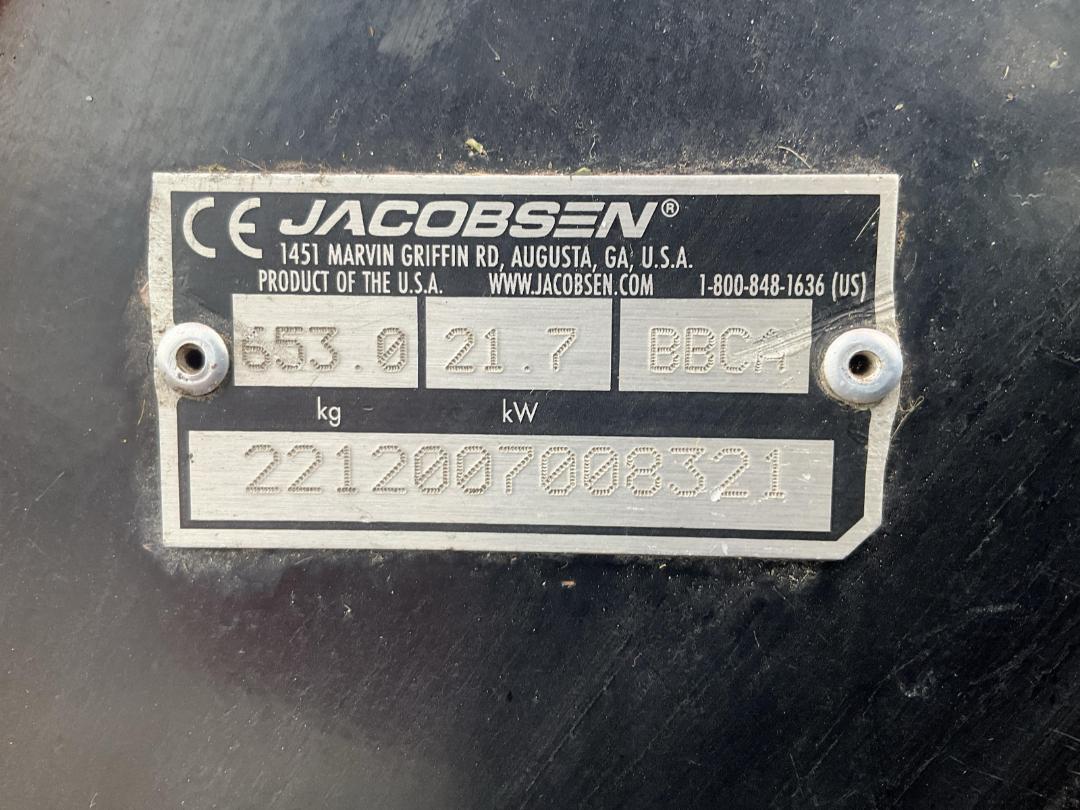 CE JACOBSEN®
1451 MARVIN GRIFFIN RD, AUGUSTA, GA, U.S.A.
PRODUCT OF THE U.S.A. WWW.JACOBSEN.COM 1-800-848-1636 (US)
653.0 21.7 BBCA
kg kW
2212007008321